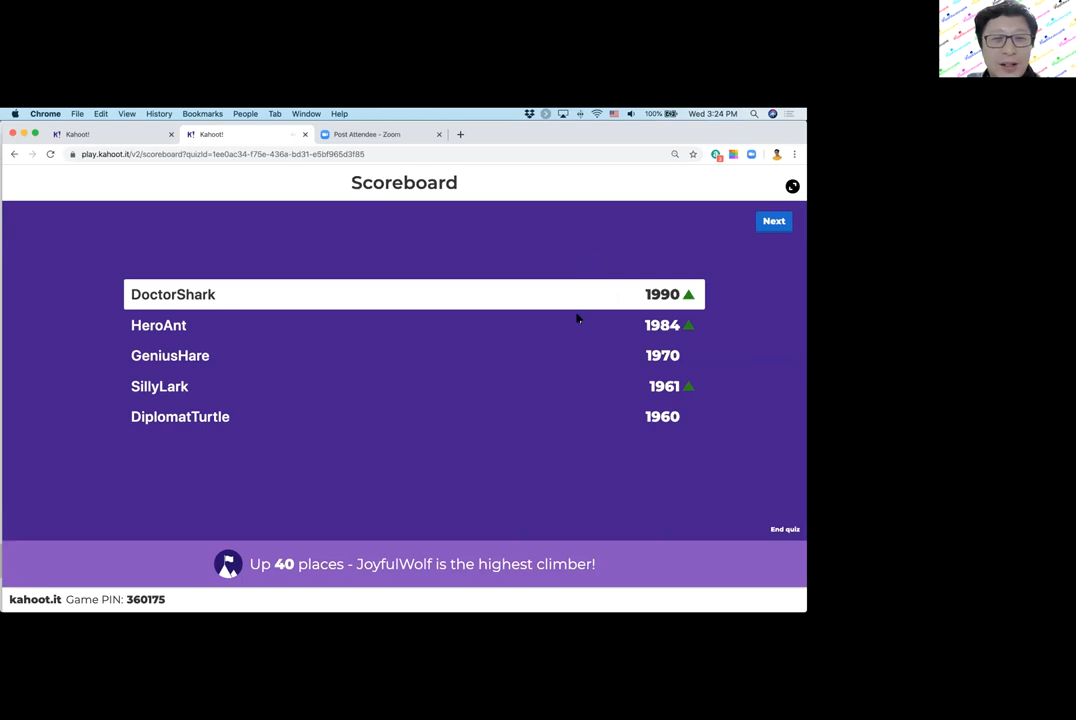 Chrome File Edit View History Bookmarks People Tab Window Help 100% Wed 3:24 PM
K! Kahoot! K! Kahoot! Post Attendee - Zoom
play.kahoot.it/v2/scoreboard?quizId=1ee0ac34-f75e-436a-bd31-e5bf965d3f85
Scoreboard
Next
DoctorShark 1990
HeroAnt 1984
GeniusHare 1970
SillyLark 1961
DiplomatTurtle 1960
End quiz
Up 40 places - JoyfulWolf is the highest climber!
kahoot.it Game PIN: 360175